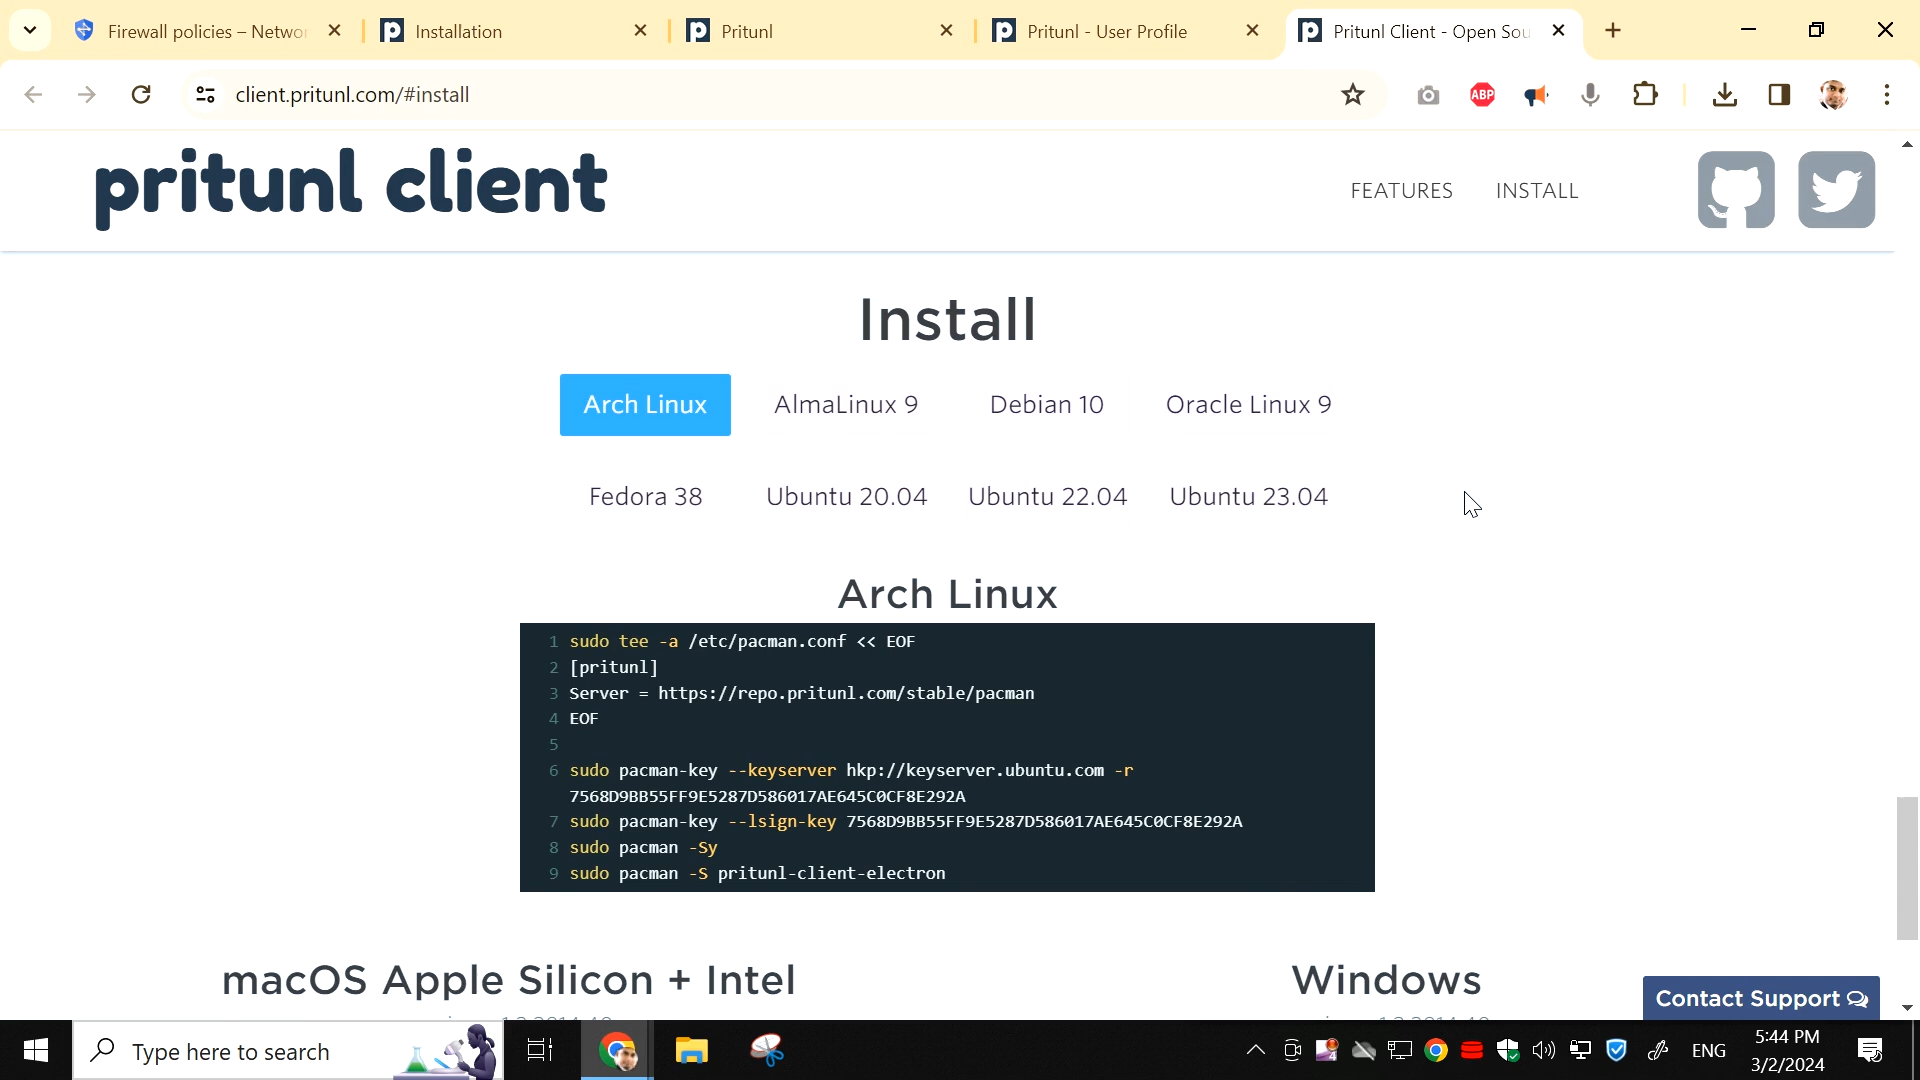 Firewall policies – Netwo
Installation
Pritunl
Pritunl - User Profile
Pritunl Client - Open Sou
client.pritunl.com/#install
ABP
pritunl client
FEATURES
INSTALL
Install
Arch Linux
AlmaLinux 9
Debian 10
Oracle Linux 9
Fedora 38
Ubuntu 20.04
Ubuntu 22.04
Ubuntu 23.04
Arch Linux
1 sudo tee -a /etc/pacman.conf << EOF
2 [pritunl]
3 Server = https://repo.pritunl.com/stable/pacman
4 EOF
5
6 sudo pacman-key --keyserver hkp://keyserver.ubuntu.com -r
7568D9BB55FF9E5287D586017AE645C0CF8E292A
7 sudo pacman-key --lsign-key 7568D9BB55FF9E5287D586017AE645C0CF8E292A
8 sudo pacman -Sy
9 sudo pacman -S pritunl-client-electron
macOS Apple Silicon + Intel
Windows
Contact Support
Type here to search
ENG
5:44 PM
3/2/2024